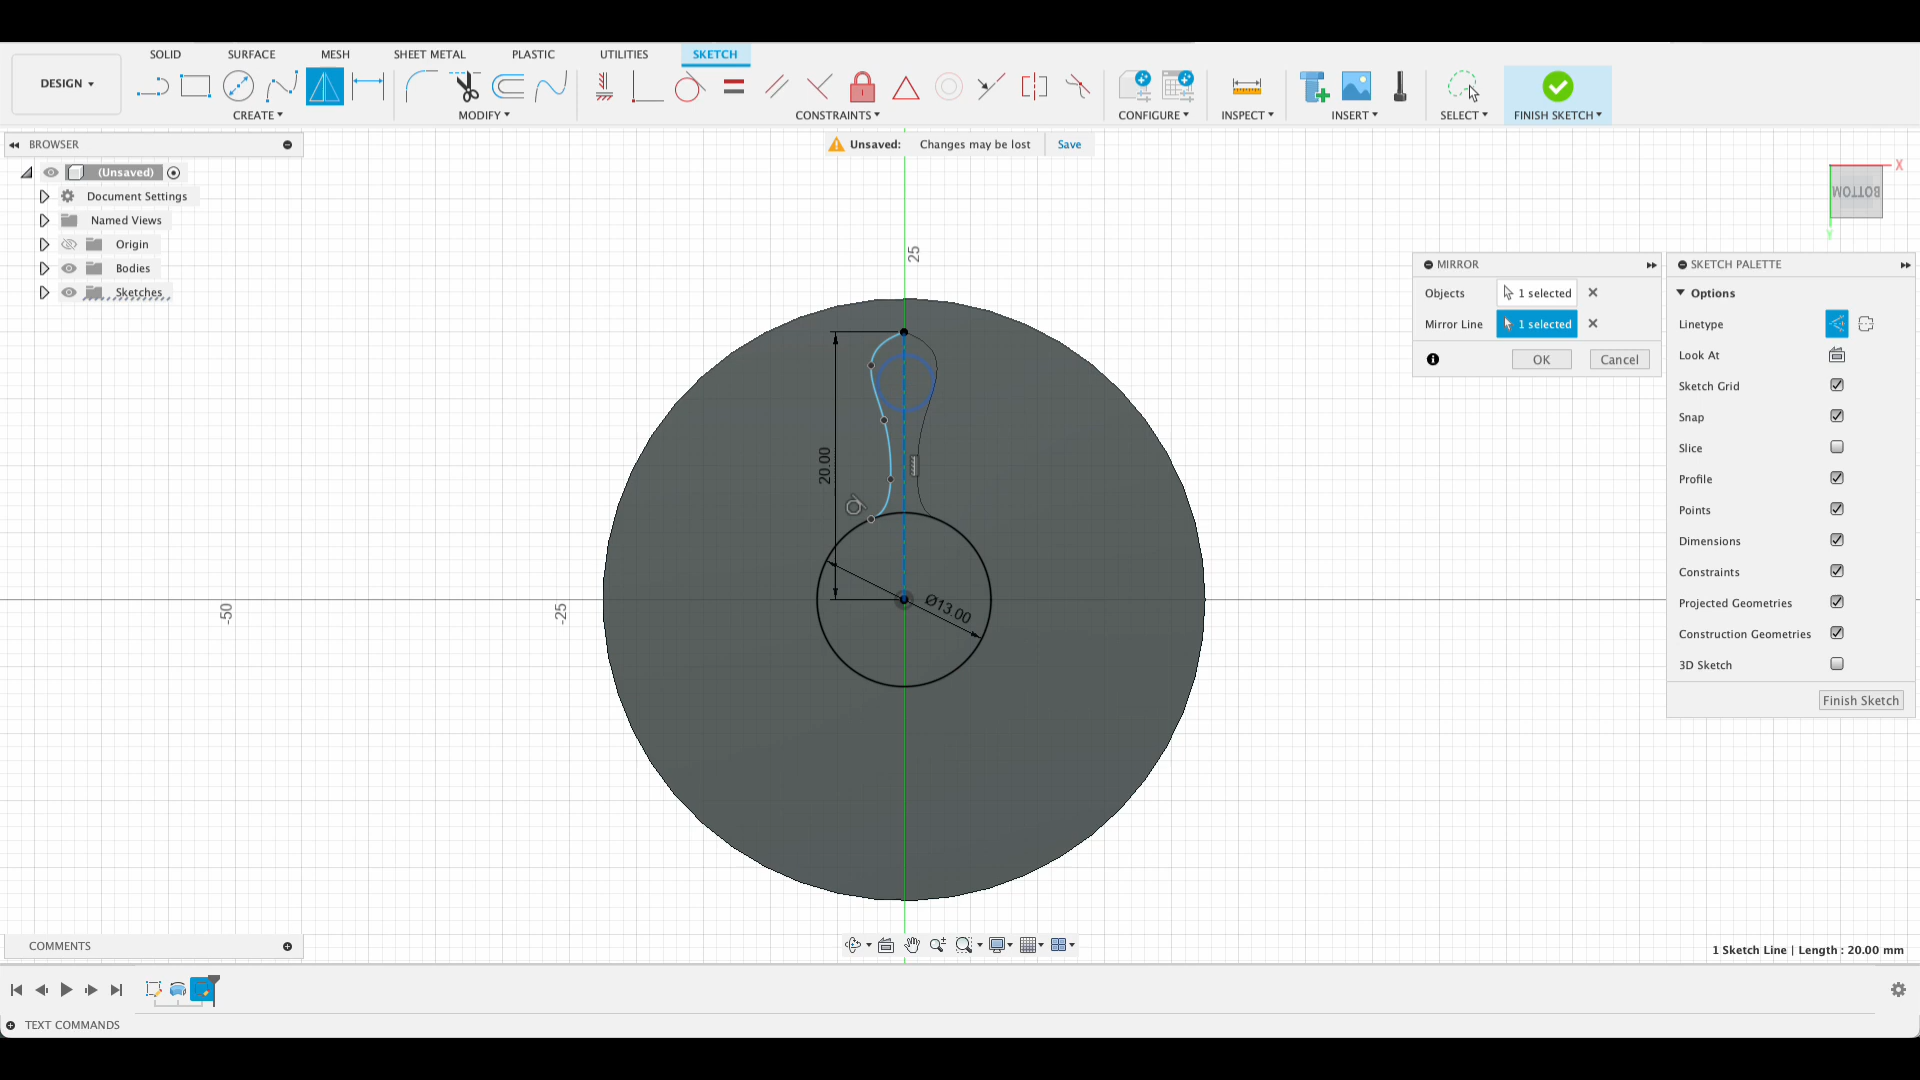 SOLID SURFACE MESH SHEET METAL PLASTIC UTILITIES SKETCH
DESIGN
CREATE MODIFY CONSTRAINTS CONFIGURE INSPECT INSERT SELECT FINISH SKETCH
BROWSER
Unsaved: Changes may be lost Save
(Unsaved)
Document Settings
Named Views
Origin
Bodies
Sketches
X
BOTTOM
Y
25
-50
-25
20.00
Ø13.00
MIRROR
Objects 1 selected
Mirror Line 1 selected
OK Cancel
SKETCH PALETTE
Options
Linetype
Look At
Sketch Grid
Snap
Slice
Profile
Points
Dimensions
Constraints
Projected Geometries
Construction Geometries
3D Sketch
Finish Sketch
COMMENTS
1 Sketch Line | Length : 20.00 mm
TEXT COMMANDS